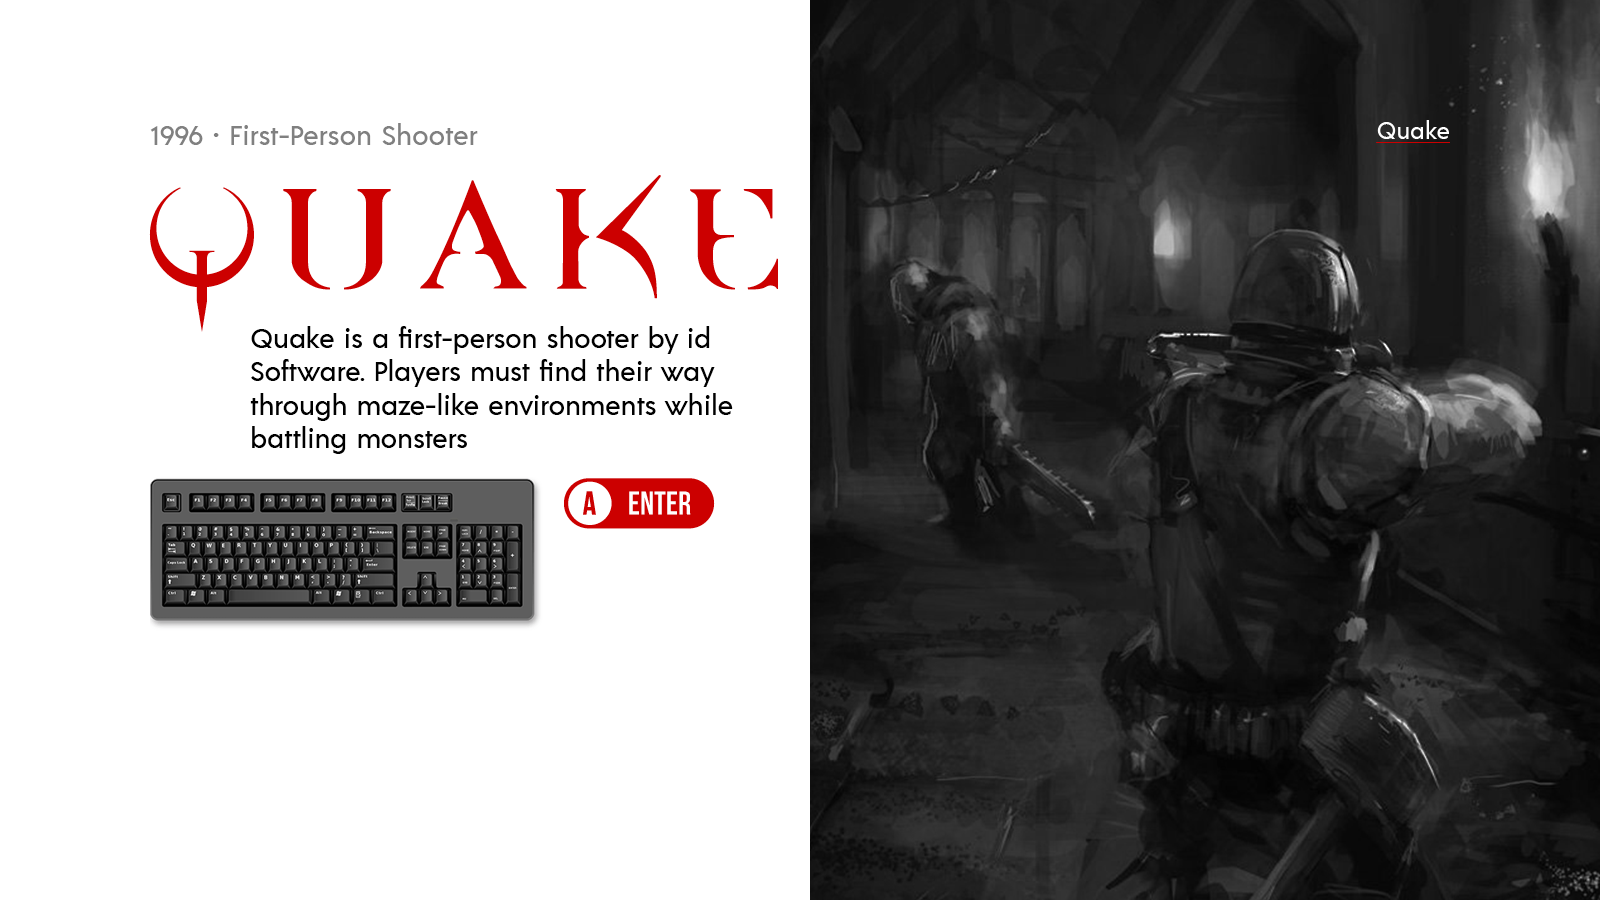 1996 · First-Person Shooter
QUAKE
Quake is a first-person shooter by id
Software. Players must find their way
through maze-like environments while
battling monsters
A ENTER
Quake